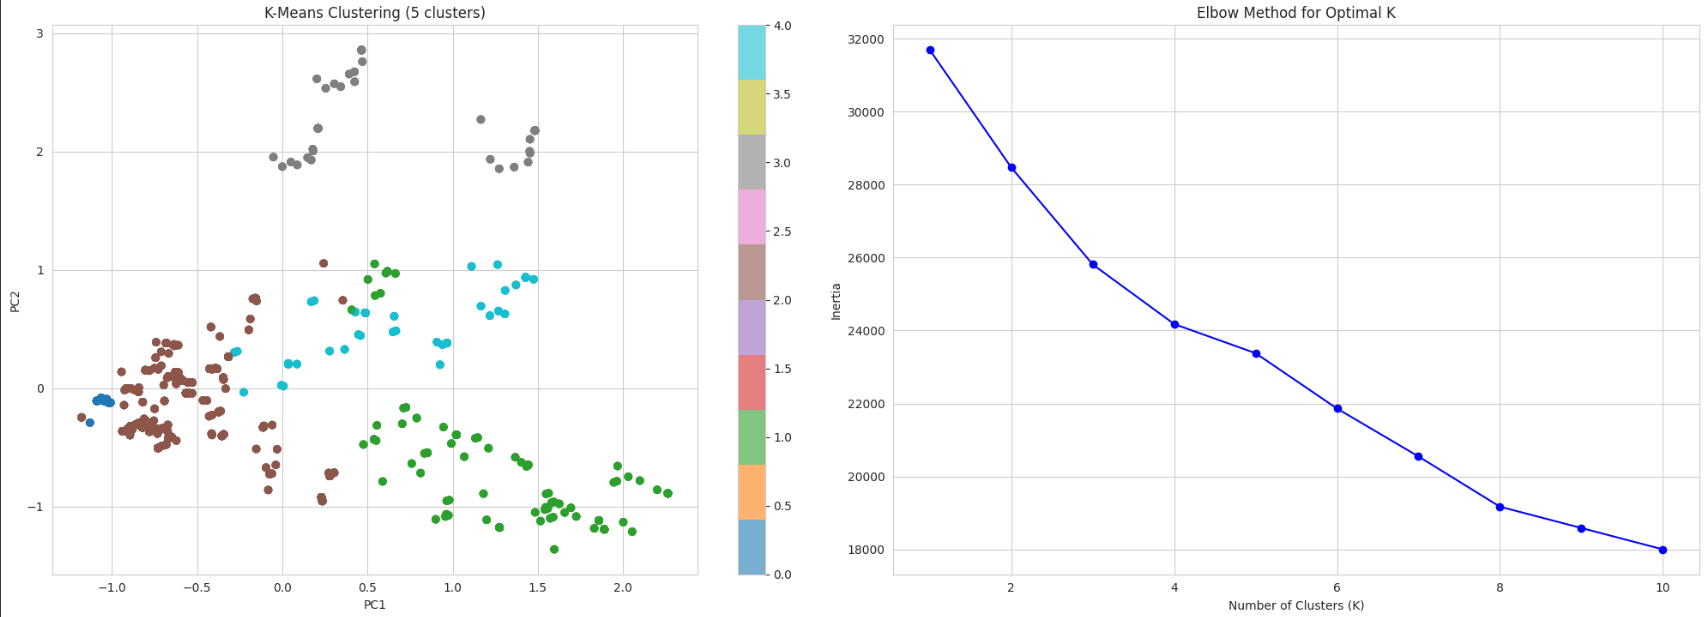 K-Means Clustering (5 clusters)
3
2
1
0
−1
PC2
−1.0 −0.5 0.0 0.5 1.0 1.5 2.0
PC1
4.0
3.5
3.0
2.5
2.0
1.5
1.0
0.5
0.0
Elbow Method for Optimal K
32000
30000
28000
26000
24000
22000
20000
18000
Inertia
2 4 6 8 10
Number of Clusters (K)